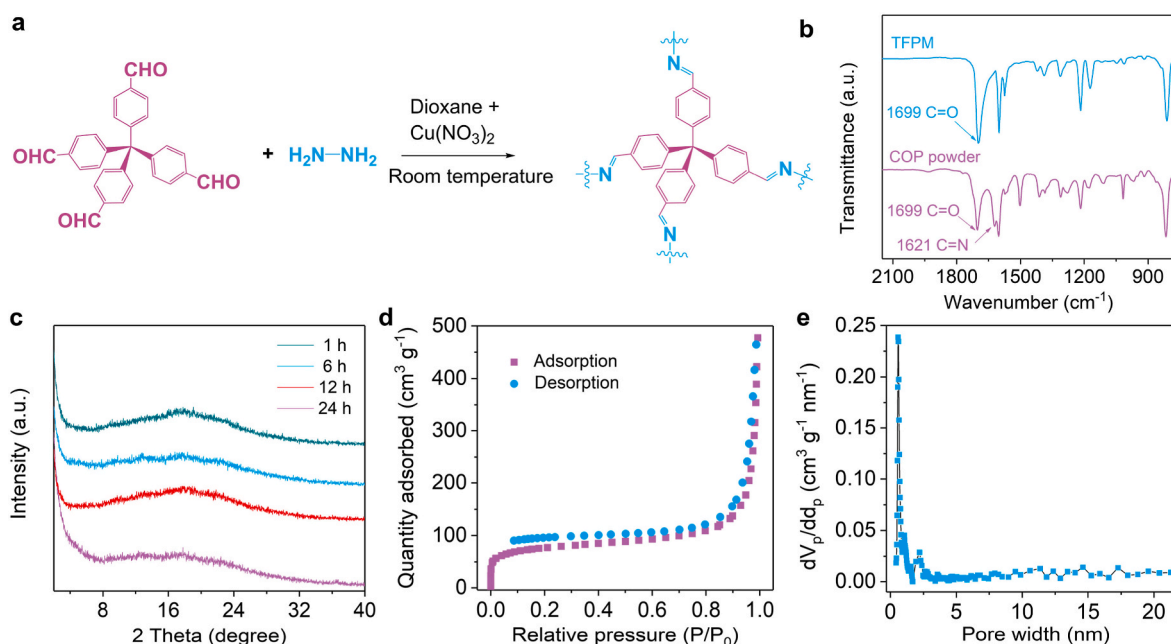 a
CHO
OHC
CHO
OHC
+
H₂N–NH₂
Dioxane +
Cu(NO₃)₂
Room temperature
N
N
N
N
b
TFPM
1699 C=O
COP powder
1699 C=O
1621 C=N
Transmittance (a.u.)
2100 1800 1500 1200 900
Wavenumber (cm⁻¹)
c
1 h
6 h
12 h
24 h
Intensity (a.u.)
8 16 24 32 40
2 Theta (degree)
d
Adsorption
Desorption
Quantity adsorbed (cm³ g⁻¹)
500
400
300
200
100
0
0.0 0.2 0.4 0.6 0.8 1.0
Relative pressure (P/P₀)
e
dVₚ/ddₚ (cm³ g⁻¹ nm⁻¹)
0.25
0.20
0.15
0.10
0.05
0.00
0 5 10 15 20
Pore width (nm)